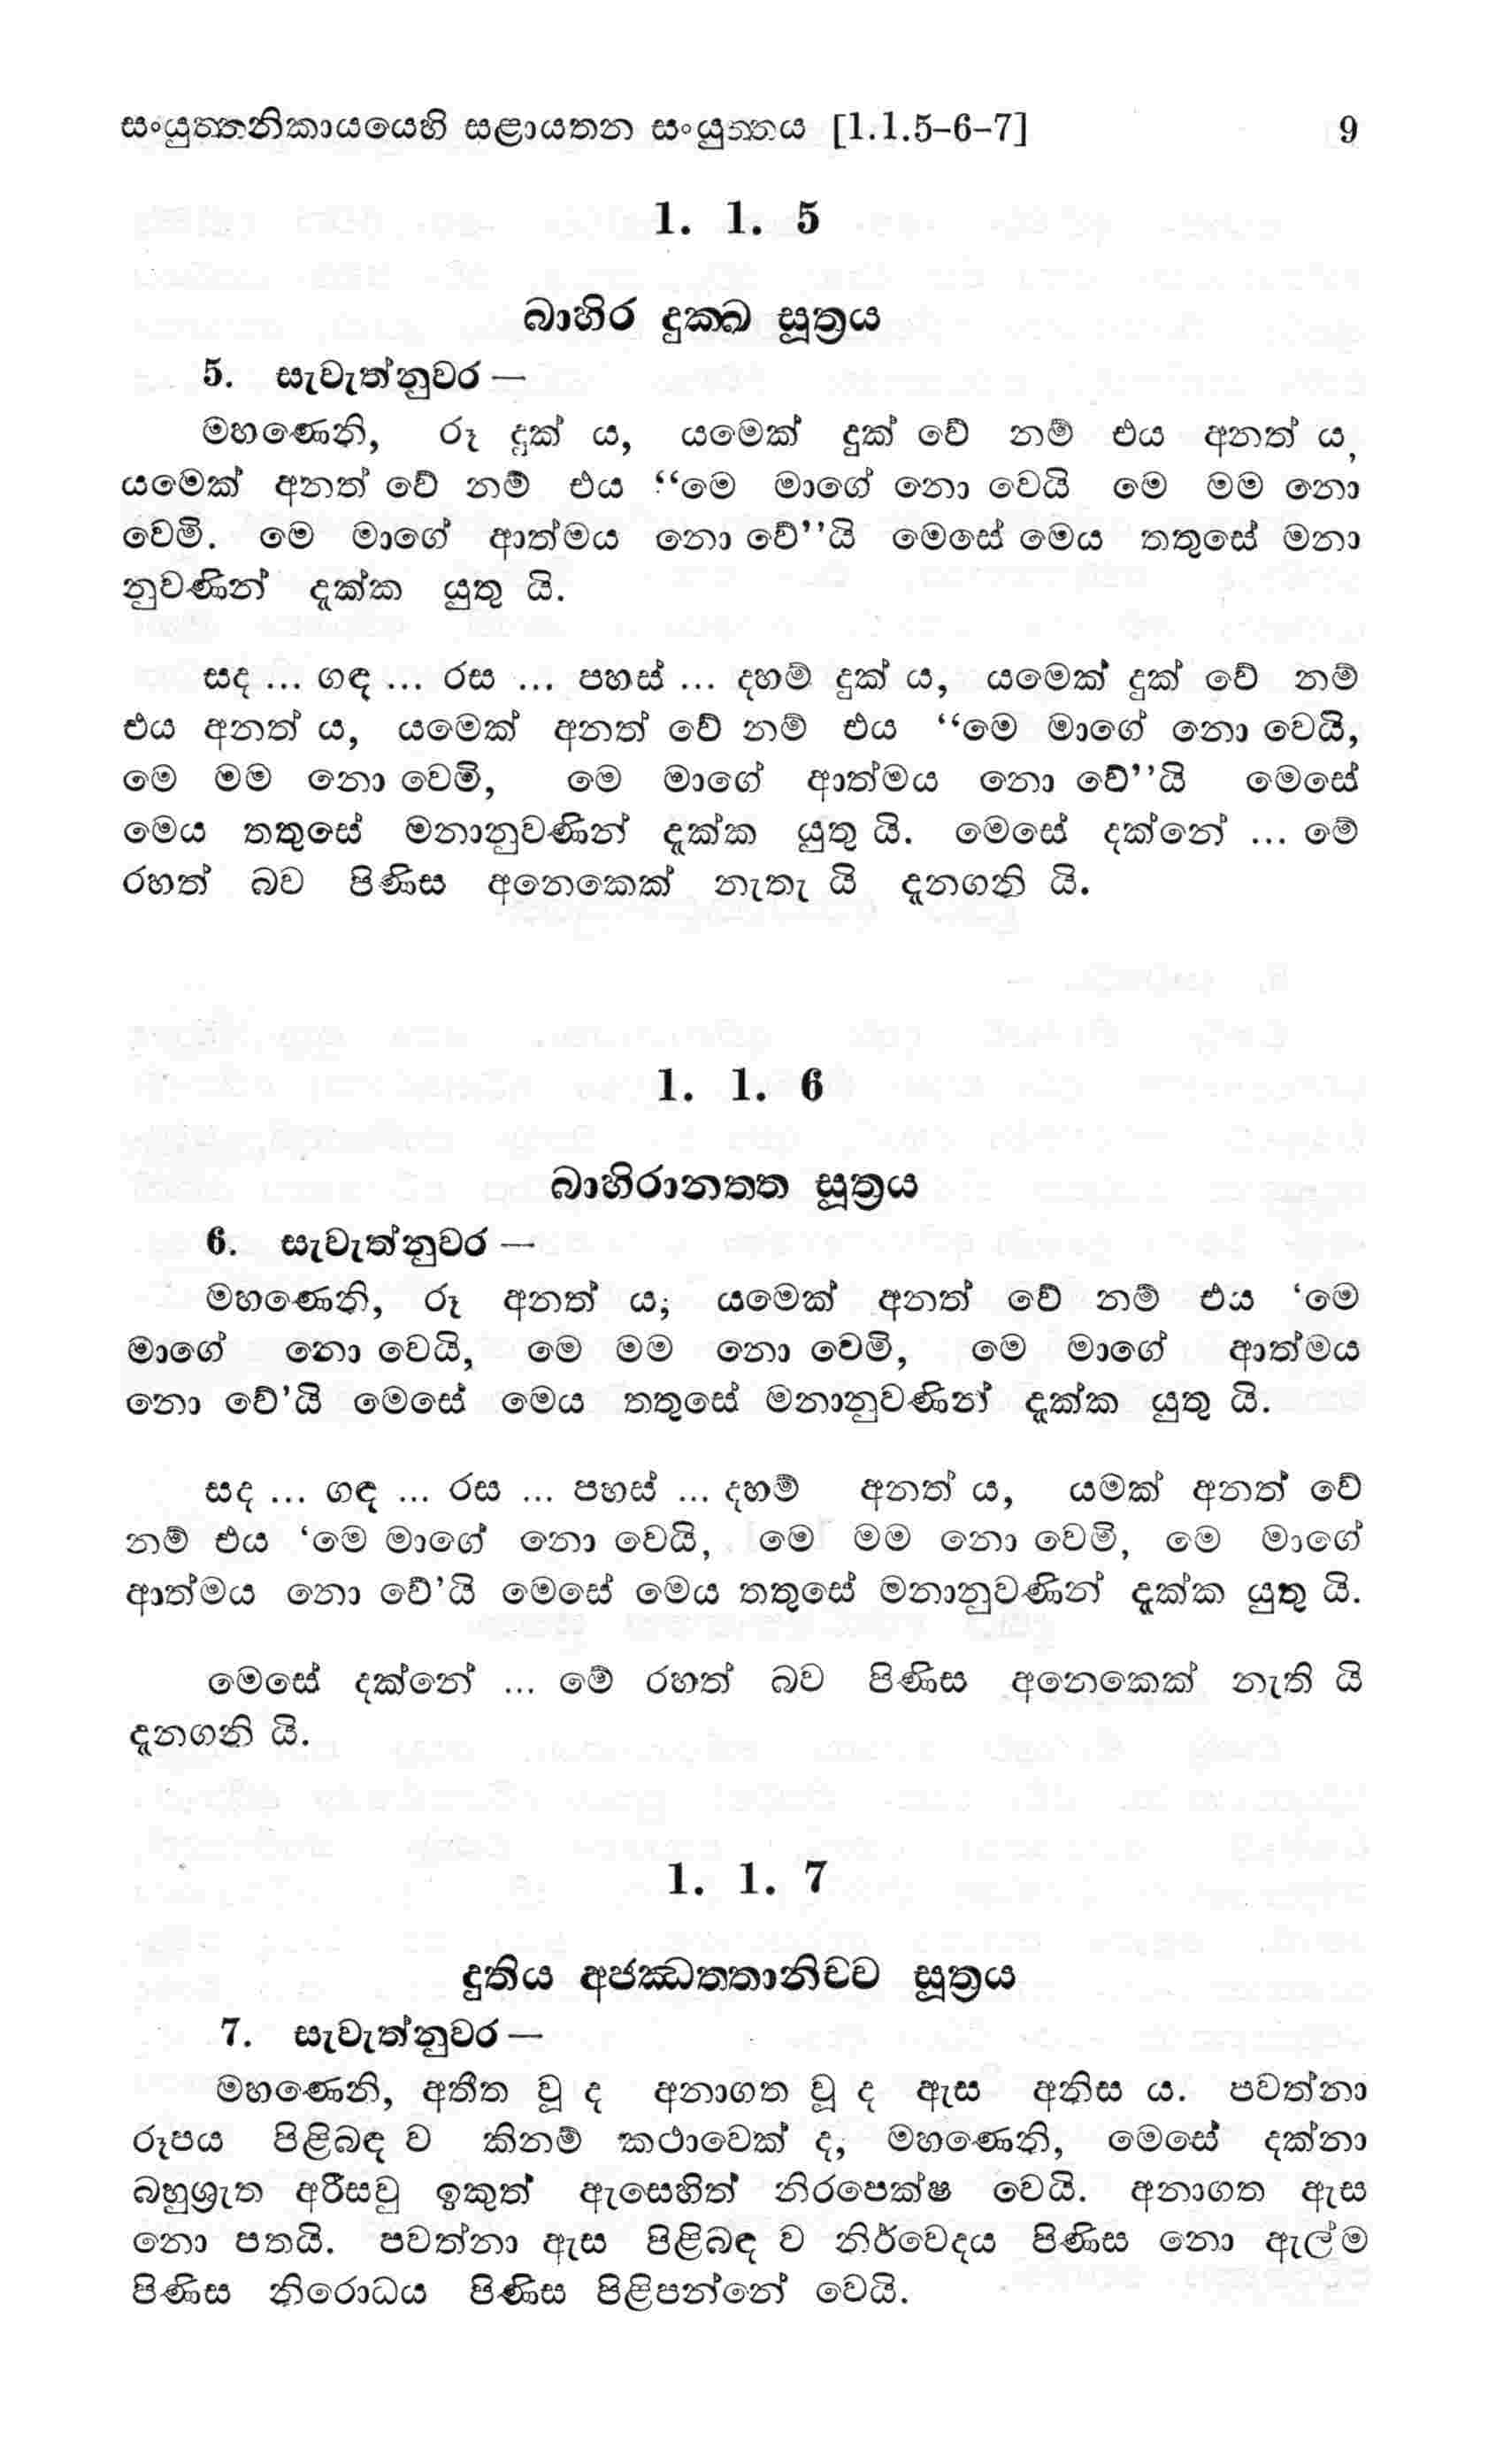 සංයුත්තනිකායයෙහි සළායතන සංයුත්තය [1.1.5-6-7] 9
1. 1. 5
බාහිර දුක්ඛ සූත්‍රය
5. සැවැත්නුවර —
මහණෙනි, රූ දුක් ය, යමෙක් දුක් වේ නම් එය අනත් ය,
යමෙක් අනත් වේ නම් එය “මෙ මාගේ නො වෙයි මෙ මම නො
වෙමි. මෙ මාගේ ආත්මය නො වේ”යි මෙසේ මෙය තතුසේ මනා
නුවණින් දැක්ක යුතු යි.
සද ... ගඳ ... රස ... පහස් ... දහම් දුක් ය, යමෙක් දුක් වේ නම්
එය අනත් ය, යමෙක් අනත් වේ නම් එය “මෙ මාගේ නො වෙයි,
මෙ මම නො වෙමි, මෙ මාගේ ආත්මය නො වේ”යි මෙසේ
මෙය තතුසේ මනානුවණින් දැක්ක යුතු යි. මෙසේ දක්නේ ... මේ
රහත් බව පිණිස අනෙකෙක් නැතැ යි දැනගනි යි.
1. 1. 6
බාහිරානත්ත සූත්‍රය
6. සැවැත්නුවර —
මහණෙනි, රූ අනත් ය; යමෙක් අනත් වේ නම් එය ‘මෙ
මාගේ නො වෙයි, මෙ මම නො වෙමි, මෙ මාගේ ආත්මය
නො වේ’යි මෙසේ මෙය තතුසේ මනානුවණින් දැක්ක යුතු යි.
සද ... ගඳ ... රස ... පහස් ... දහම් අනත් ය, යමක් අනත් වේ
නම් එය ‘මෙ මාගේ නො වෙයි, මෙ මම නො වෙමි, මෙ මාගේ
ආත්මය නො වේ’යි මෙසේ මෙය තතුසේ මනානුවණින් දැක්ක යුතු යි.
මෙසේ දක්නේ ... මේ රහත් බව පිණිස අනෙකෙක් නැති යි
දැනගනි යි.
1. 1. 7
දුතිය අජ්ඣත්තානිච්ච සූත්‍රය
7. සැවැත්නුවර —
මහණෙනි, අතීත වූ ද අනාගත වූ ද ඇස අනිස ය. පවත්නා
රූපය පිළිබඳ ව කිනම් කථාවෙක් ද, මහණෙනි, මෙසේ දක්නා
බහුශ්‍රැත අරිසවු ඉකුත් ඇසෙහිත් නිරපෙක්ෂ වෙයි. අනාගත ඇස
නො පතයි. පවත්නා ඇස පිළිබඳ ව නිර්වෙදය පිණිස නො ඇල්ම
පිණිස නිරොධය පිණිස පිළිපන්නේ වෙයි.